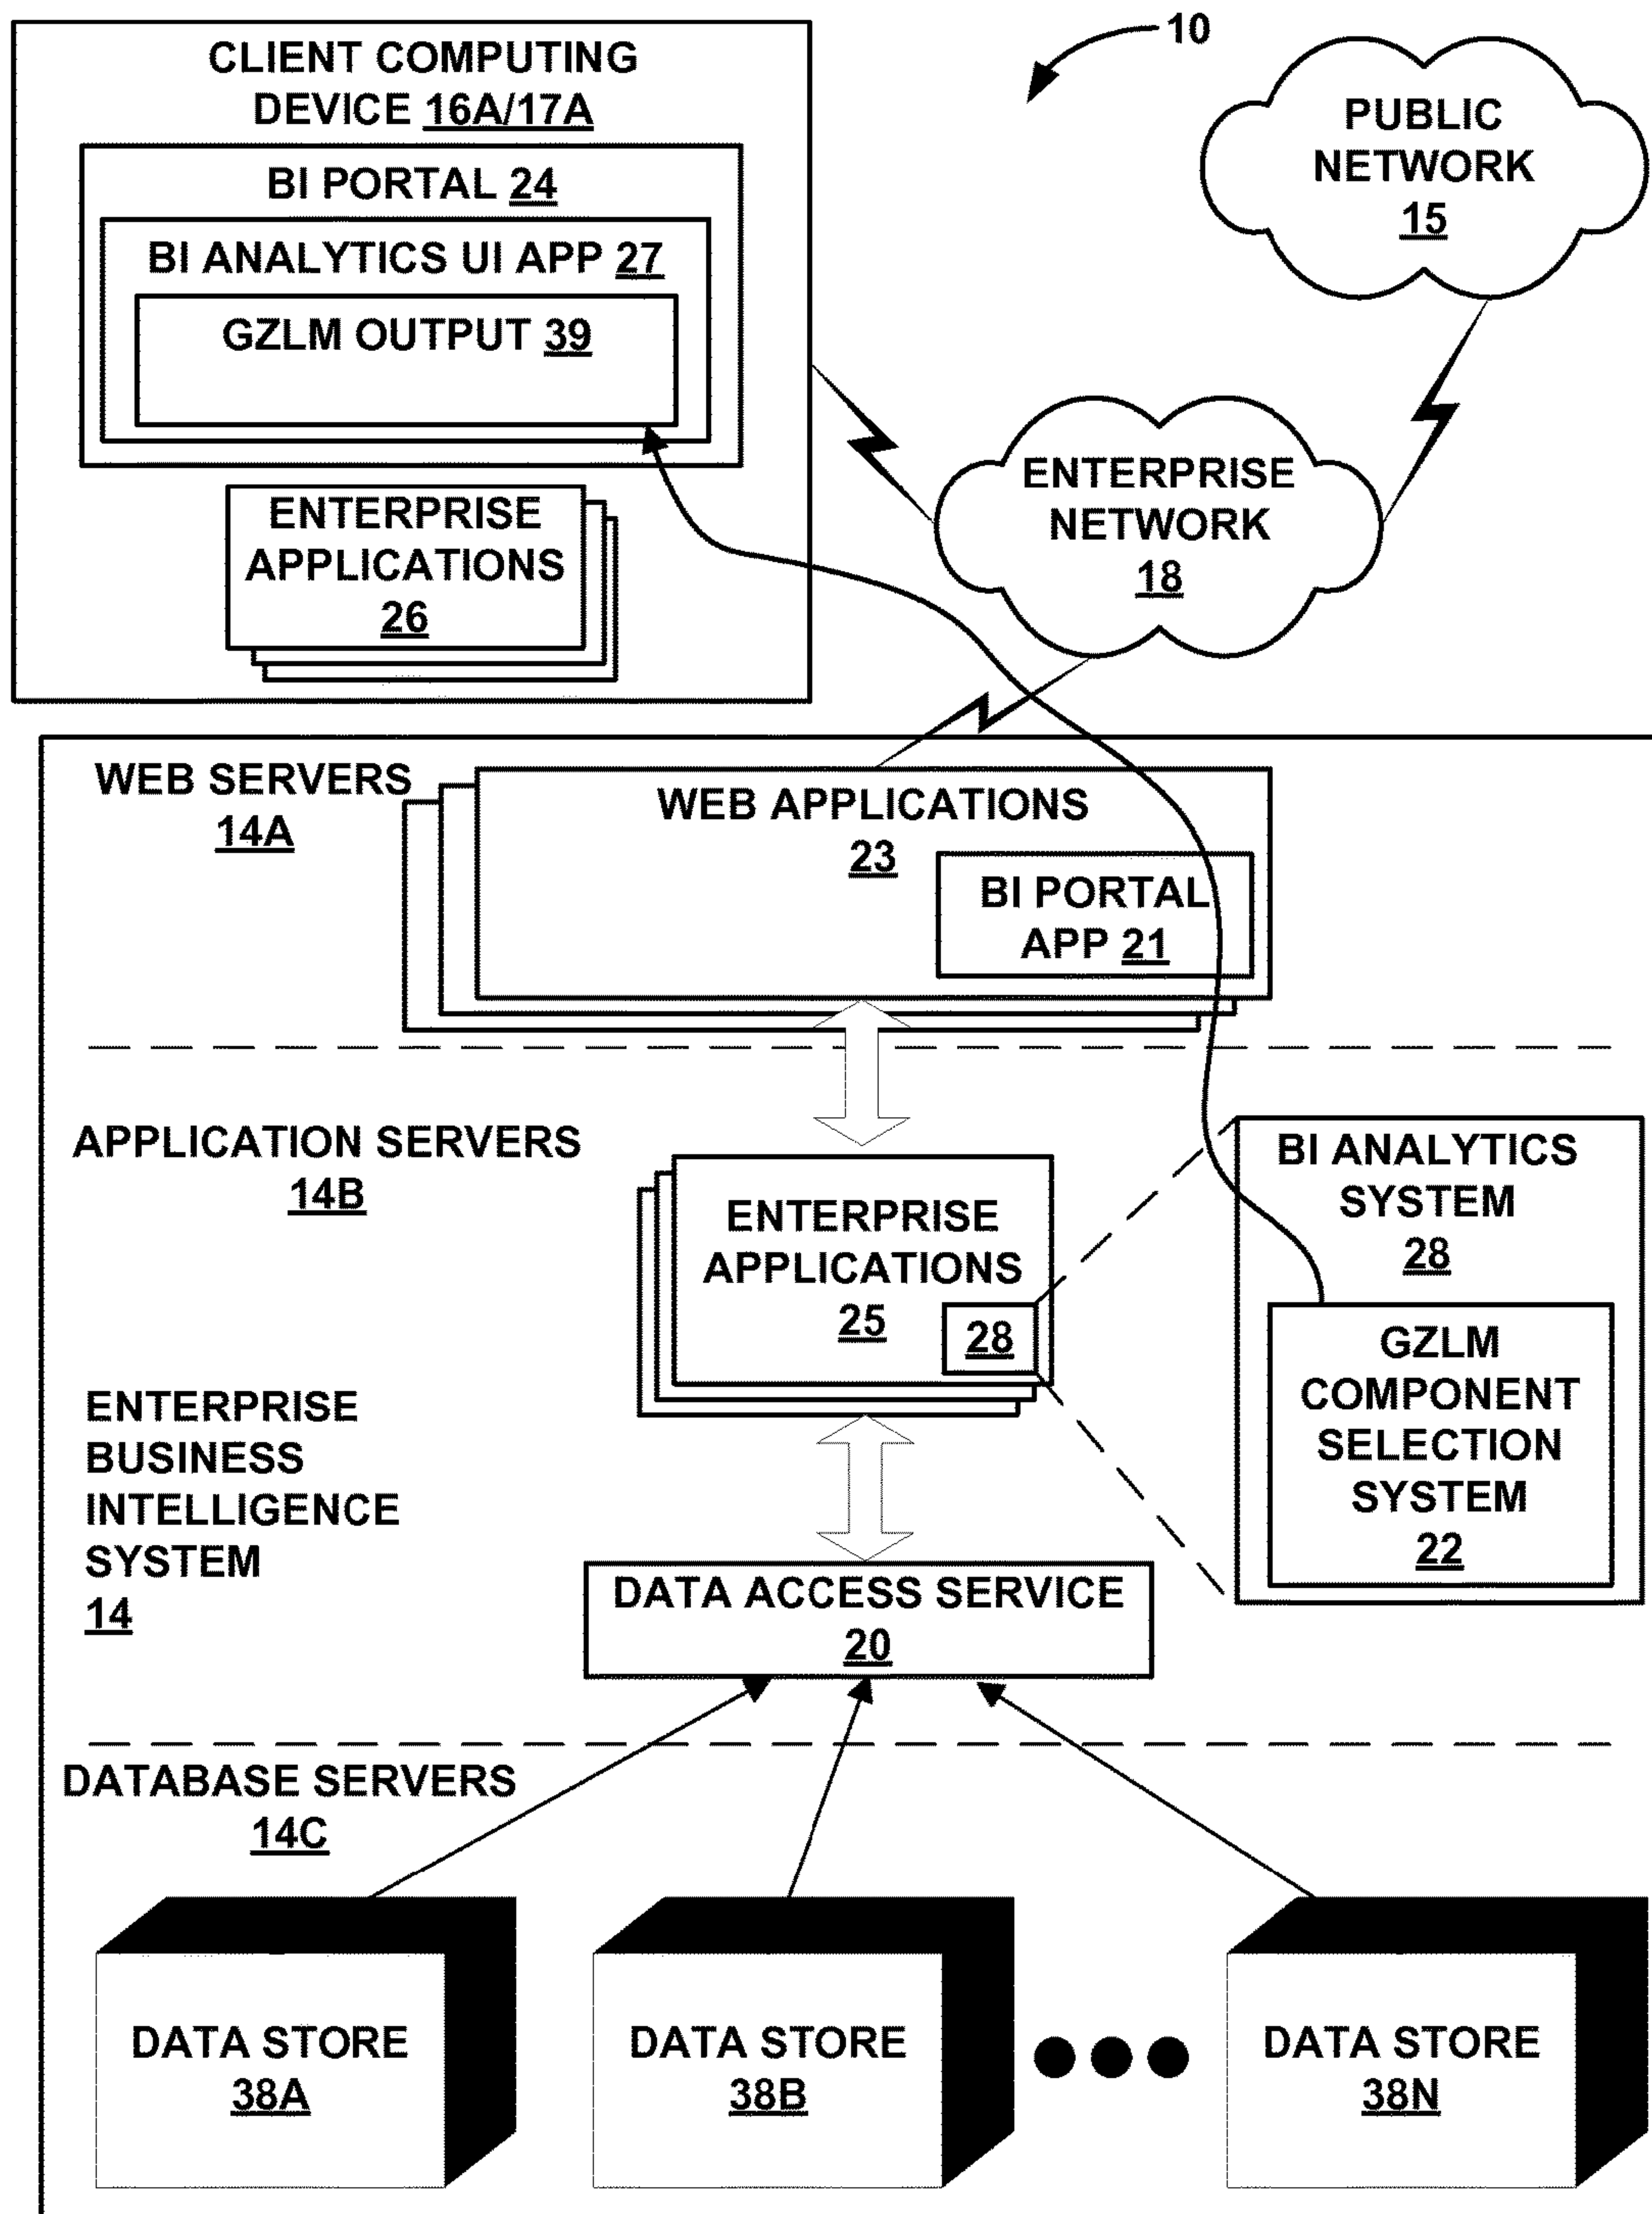 10
CLIENT COMPUTING
DEVICE 16A/17A
BI PORTAL 24
BI ANALYTICS UI APP 27
GZLM OUTPUT 39
ENTERPRISE
APPLICATIONS
26
PUBLIC
NETWORK
15
ENTERPRISE
NETWORK
18
WEB SERVERS
14A
WEB APPLICATIONS
23
BI PORTAL
APP 21
APPLICATION SERVERS
14B
ENTERPRISE
APPLICATIONS
25
28
BI ANALYTICS
SYSTEM
28
GZLM
COMPONENT
SELECTION
SYSTEM
22
ENTERPRISE
BUSINESS
INTELLIGENCE
SYSTEM
14
DATA ACCESS SERVICE
20
DATABASE SERVERS
14C
DATA STORE
38A
DATA STORE
38B
DATA STORE
38N